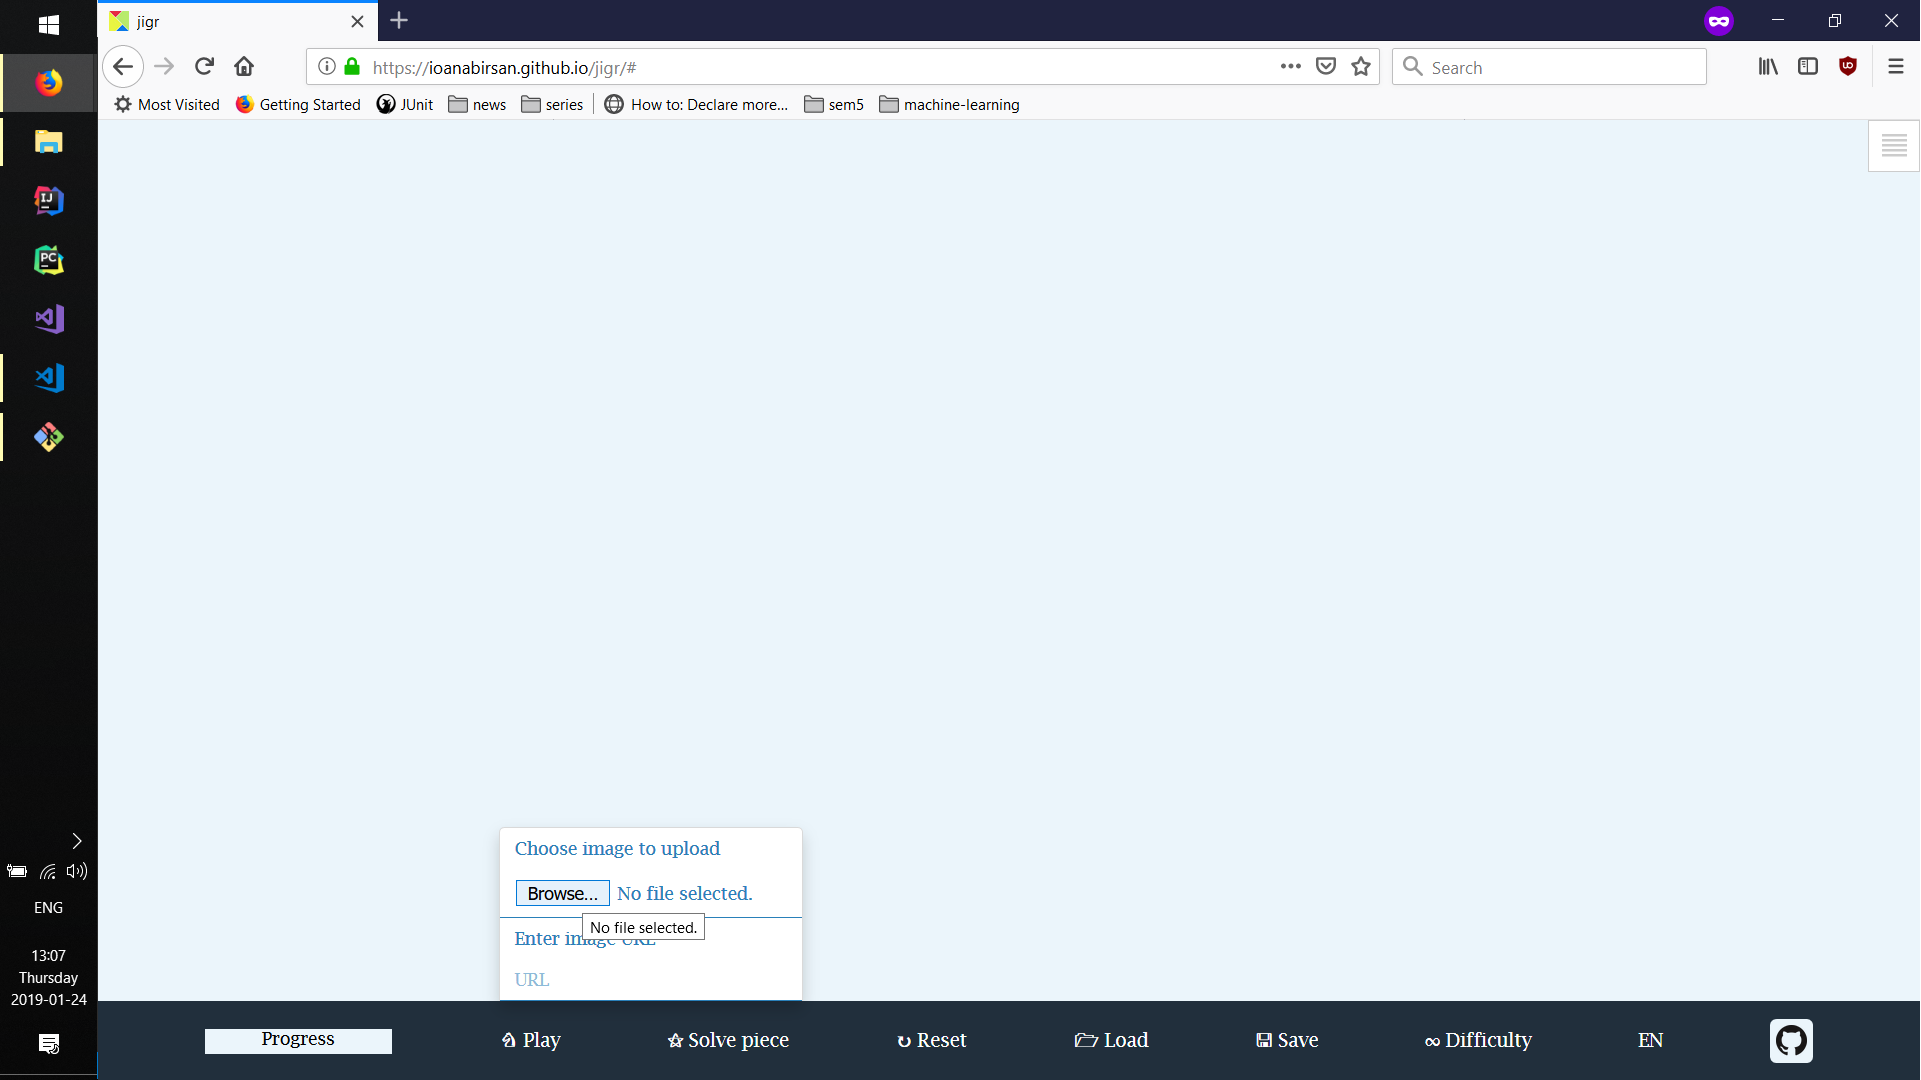 jigr
https://ioanabirsan.github.io/jigr/#
Search
Most Visited
Getting Started
JUnit
news
series
How to: Declare more...
sem5
machine-learning
IJ
PC
ENG
13:07
Thursday
2019-01-24
Choose image to upload
Browse...
No file selected.
No file selected.
Enter image URL
URL
Progress
Play
Solve piece
Reset
Load
Save
Difficulty
EN